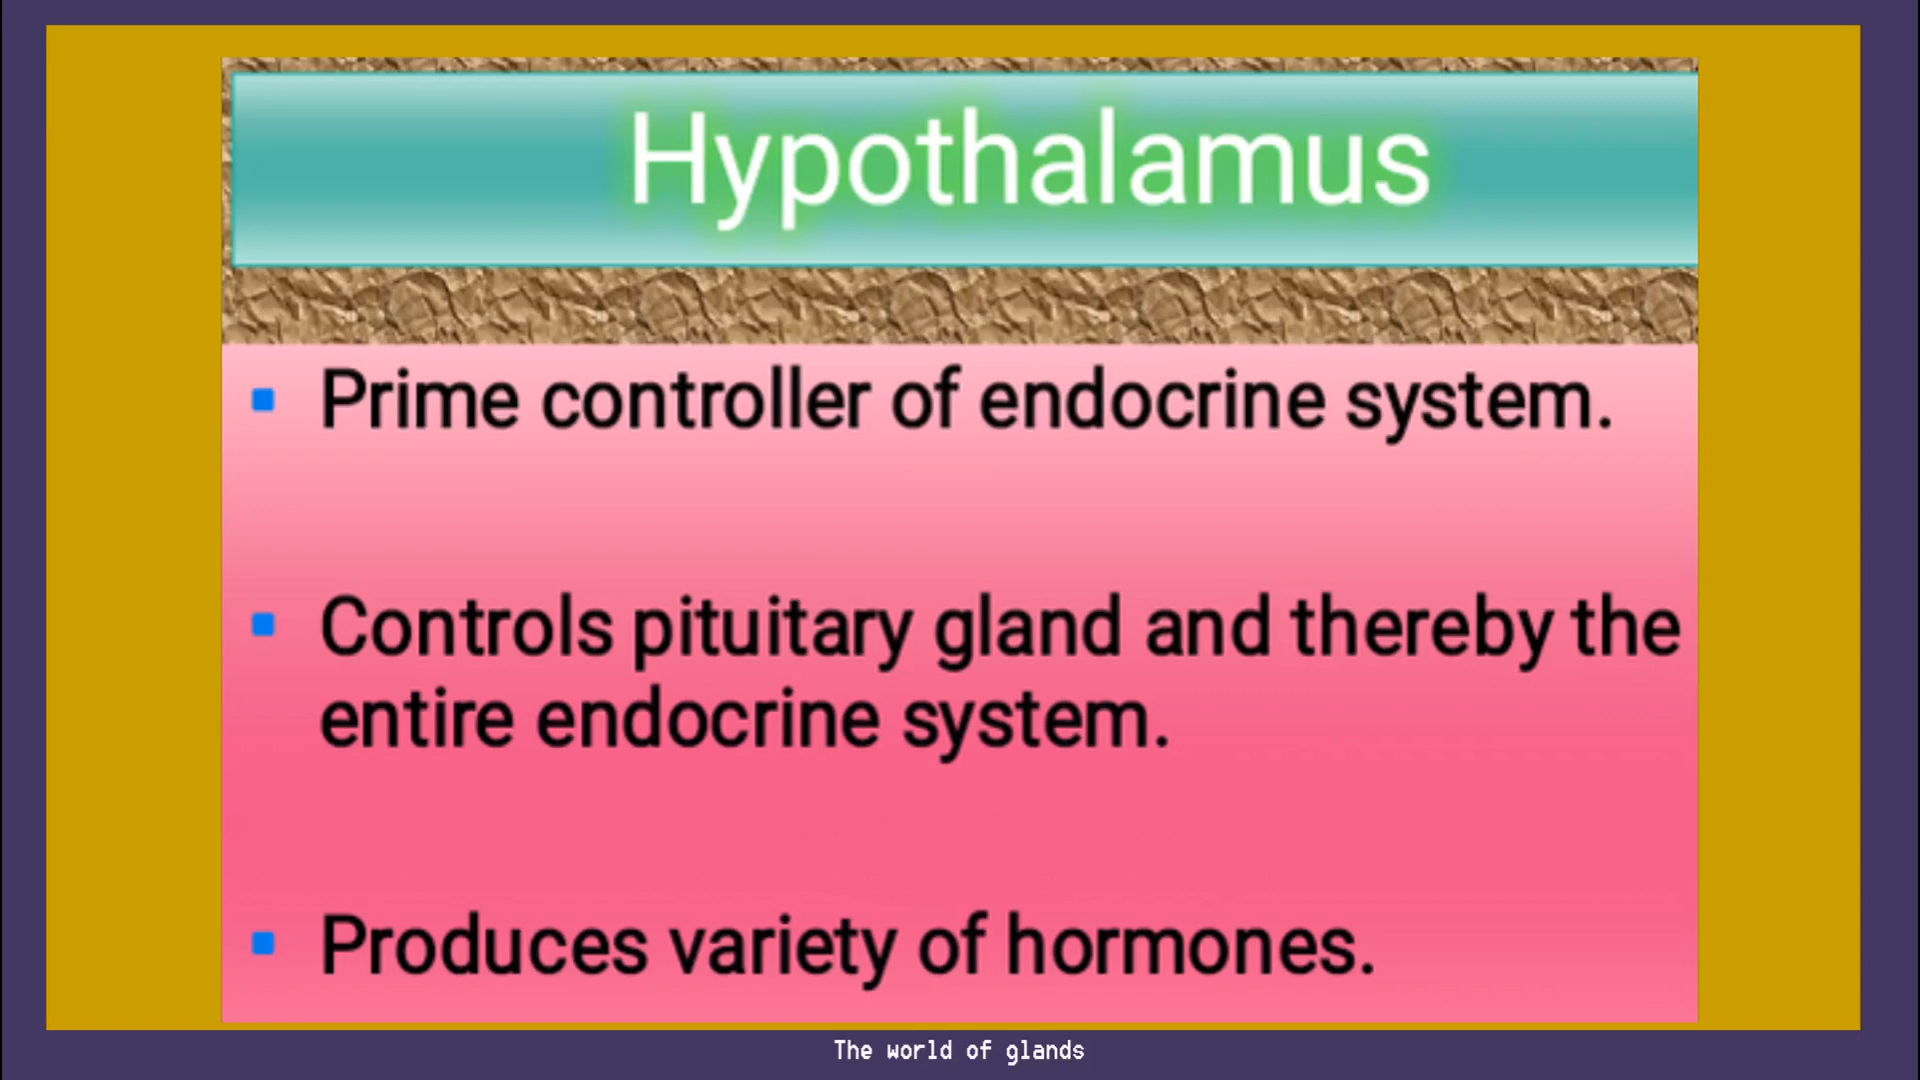 Hypothalamus
Prime controller of endocrine system.
Controls pituitary gland and thereby the
entire endocrine system.
Produces variety of hormones.
The world of glands